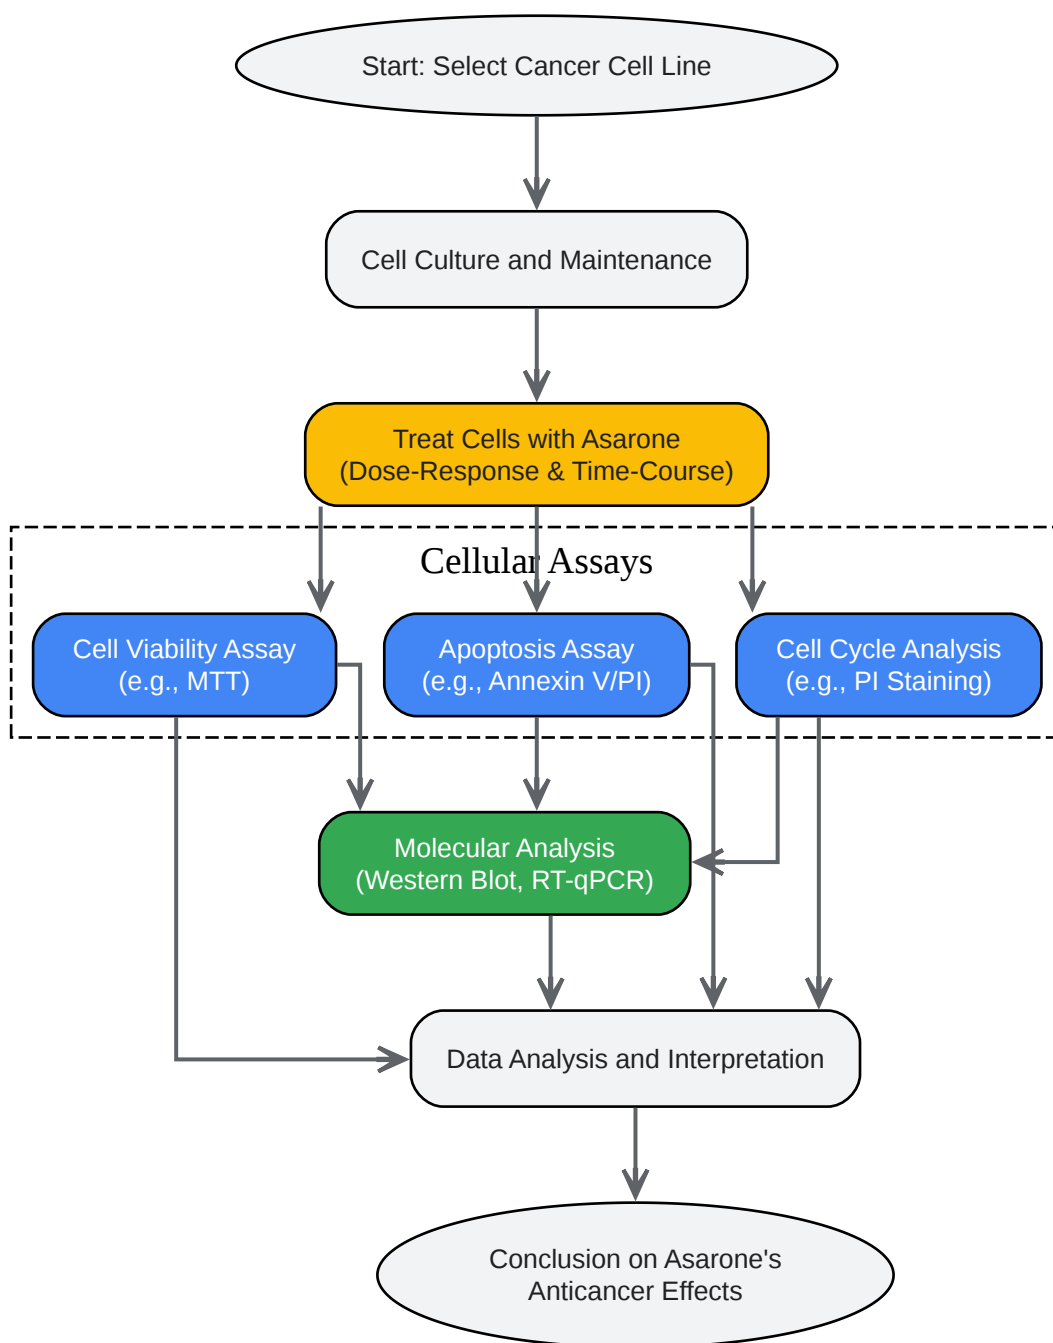 Start: Select Cancer Cell Line
Cell Culture and Maintenance
Treat Cells with Asarone
(Dose-Response & Time-Course)
Cellular Assays
Cell Viability Assay
(e.g., MTT)
Apoptosis Assay
(e.g., Annexin V/PI)
Cell Cycle Analysis
(e.g., PI Staining)
Molecular Analysis
(Western Blot, RT-qPCR)
Data Analysis and Interpretation
Conclusion on Asarone's
Anticancer Effects